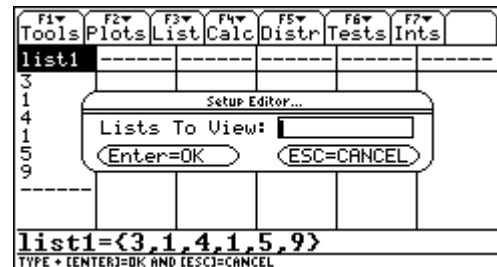 F1▾ F2▾ F3▾ F4▾ F5▾ F6▾ F7▾
Tools Plots List Calc Distr Tests Ints
list1 ------ ------ ------ ------ ------
3
1
4
1
5
9
------
Setup Editor...
Lists To View:
Enter=OK ESC=CANCEL
list1={3,1,4,1,5,9}
TYPE + [ENTER]=OK AND [ESC]=CANCEL